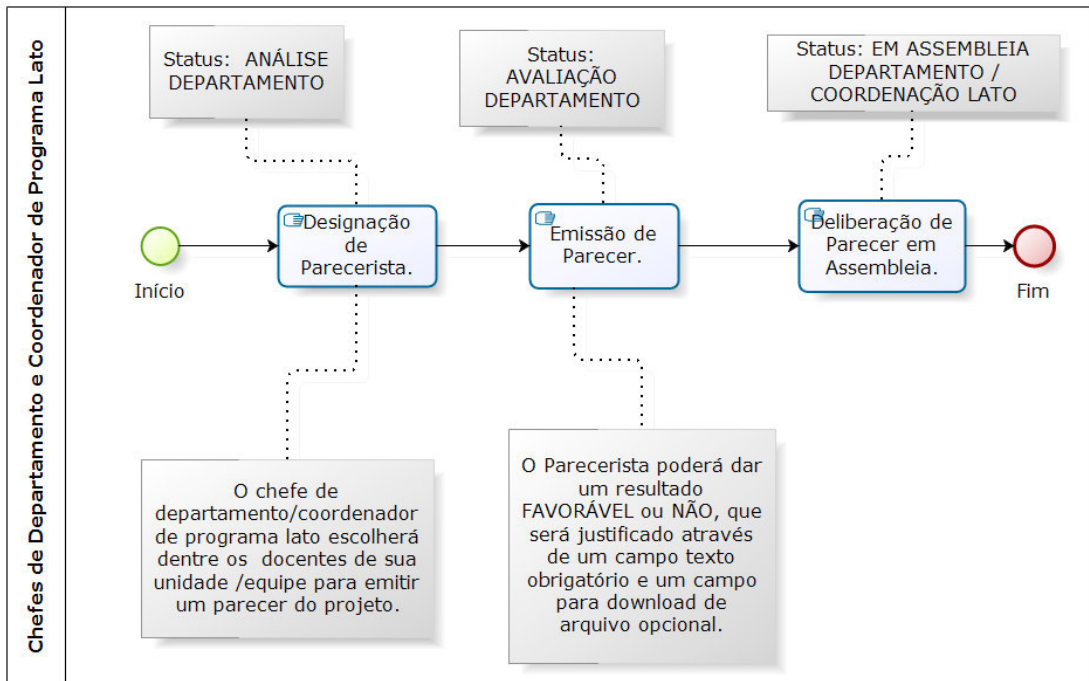 Chefes de Departamento e Coordenador de Programa Lato
Status:  ANÁLISE
DEPARTAMENTO
Status:
AVALIAÇÃO
DEPARTAMENTO
Status: EM ASSEMBLEIA
DEPARTAMENTO /
COORDENAÇÃO LATO
Início
Designação
de
Parecerista.
Emissão de
Parecer.
Deliberação de
Parecer em
Assembleia.
Fim
O chefe de
departamento/coordenador
de programa lato escolherá
dentre os  docentes de sua
unidade /equipe para emitir
um parecer do projeto.
O Parecerista poderá dar
um resultado
FAVORÁVEL ou NÃO, que
será justificado através
de um campo texto
obrigatório e um campo
para download de
arquivo opcional.